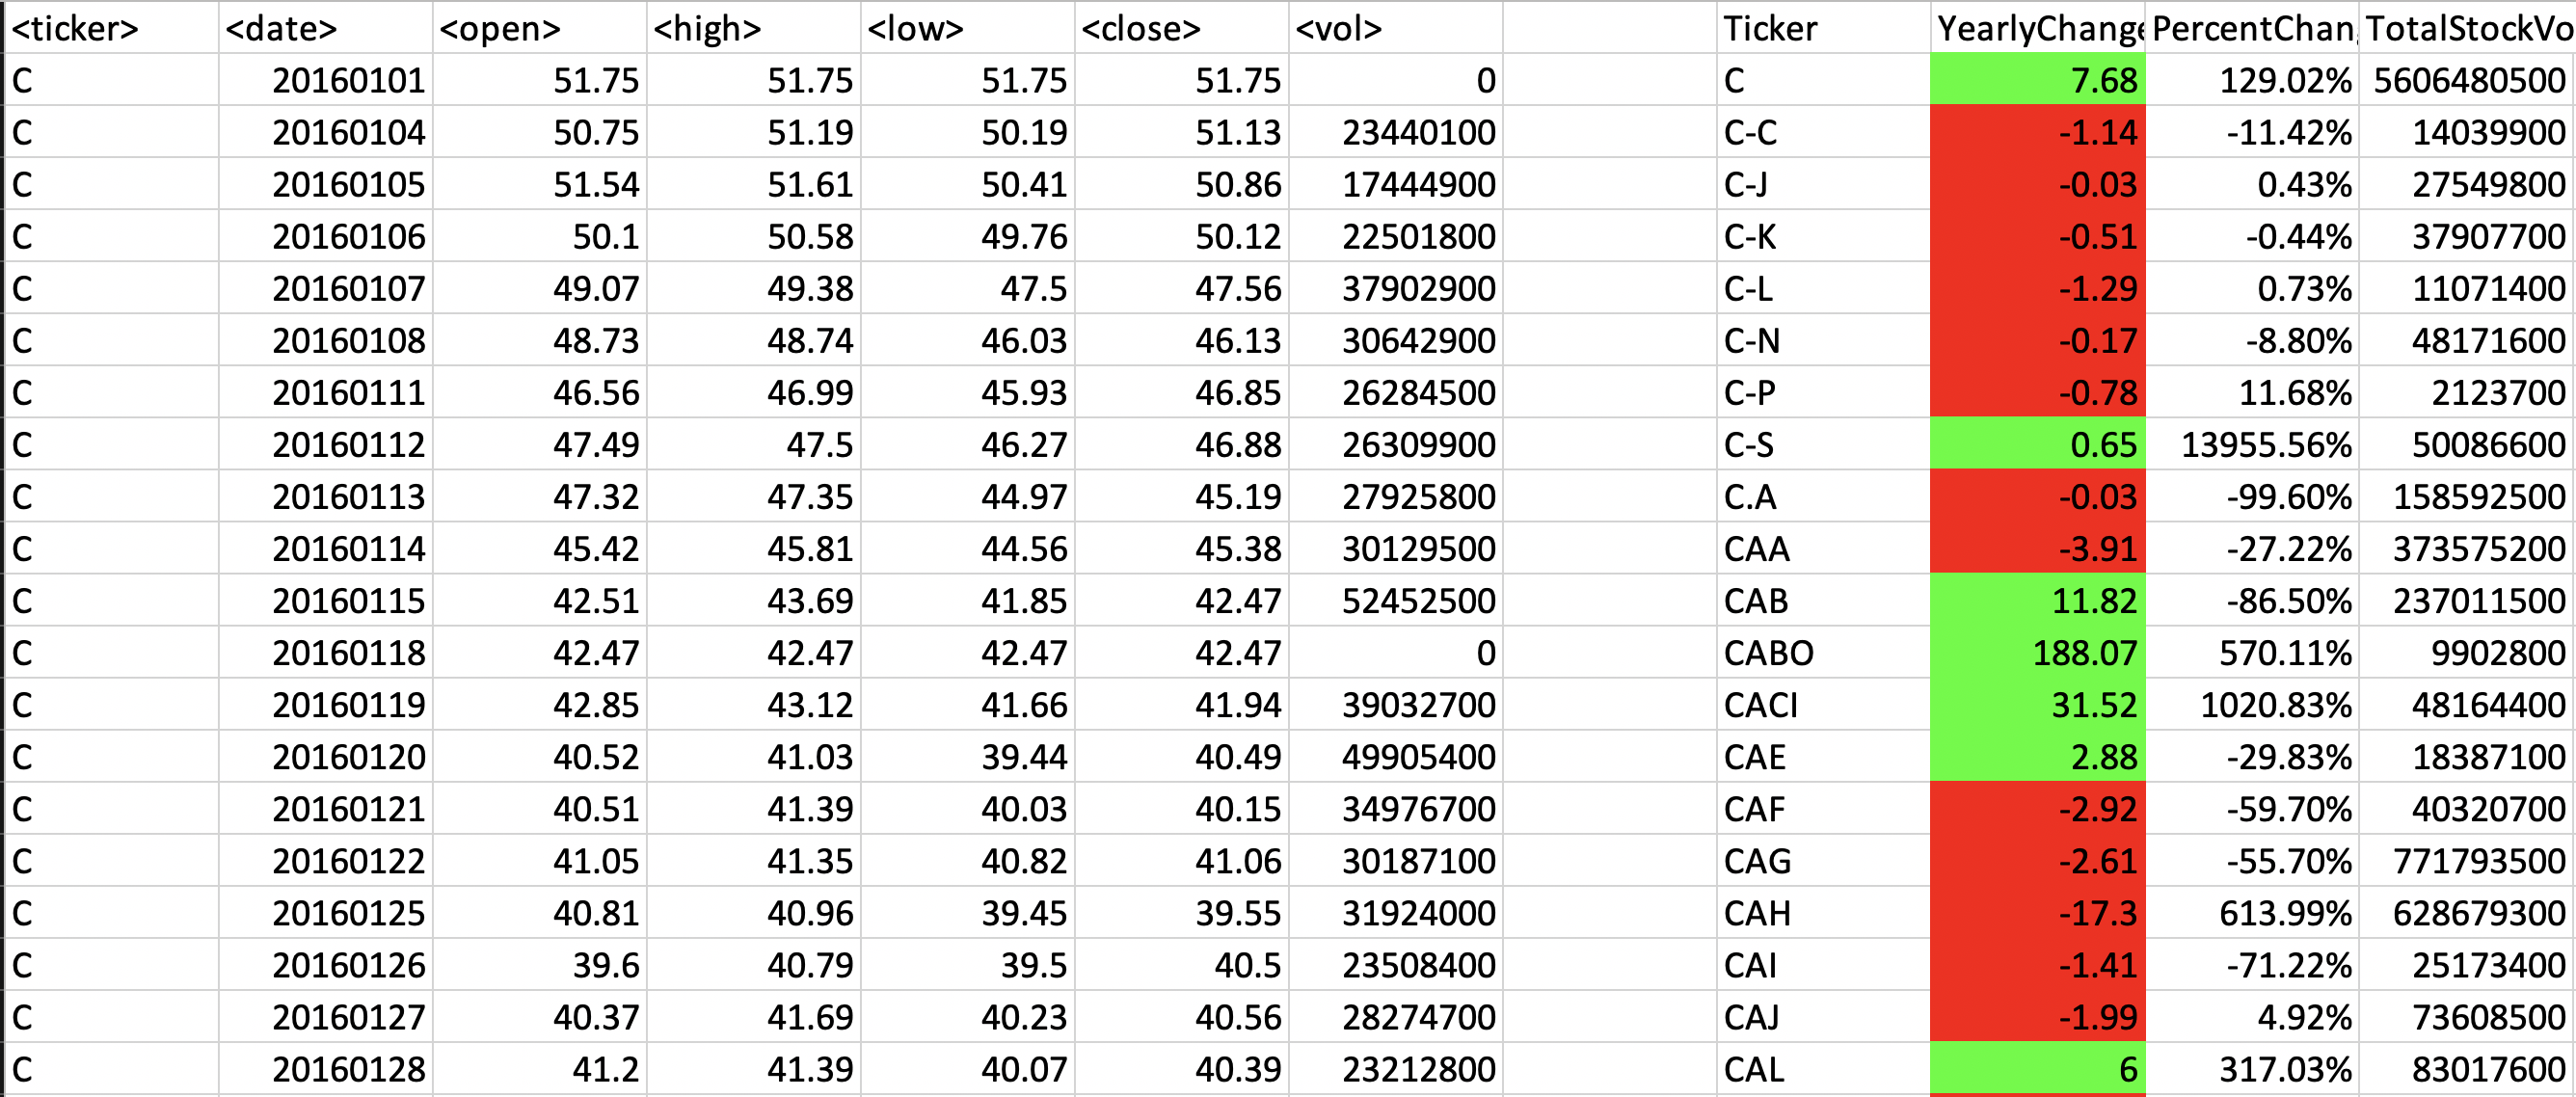 <ticker> <date> <open> <high> <low> <close> <vol> Ticker YearlyChange PercentChan TotalStockVo
C 20160101 51.75 51.75 51.75 51.75 0 C 7.68 129.02% 5606480500
C 20160104 50.75 51.19 50.19 51.13 23440100 C-C -1.14 -11.42% 14039900
C 20160105 51.54 51.61 50.41 50.86 17444900 C-J -0.03 0.43% 27549800
C 20160106 50.1 50.58 49.76 50.12 22501800 C-K -0.51 -0.44% 37907700
C 20160107 49.07 49.38 47.5 47.56 37902900 C-L -1.29 0.73% 11071400
C 20160108 48.73 48.74 46.03 46.13 30642900 C-N -0.17 -8.80% 48171600
C 20160111 46.56 46.99 45.93 46.85 26284500 C-P -0.78 11.68% 2123700
C 20160112 47.49 47.5 46.27 46.88 26309900 C-S 0.65 13955.56% 50086600
C 20160113 47.32 47.35 44.97 45.19 27925800 C.A -0.03 -99.60% 158592500
C 20160114 45.42 45.81 44.56 45.38 30129500 CAA -3.91 -27.22% 373575200
C 20160115 42.51 43.69 41.85 42.47 52452500 CAB 11.82 -86.50% 237011500
C 20160118 42.47 42.47 42.47 42.47 0 CABO 188.07 570.11% 9902800
C 20160119 42.85 43.12 41.66 41.94 39032700 CACI 31.52 1020.83% 48164400
C 20160120 40.52 41.03 39.44 40.49 49905400 CAE 2.88 -29.83% 18387100
C 20160121 40.51 41.39 40.03 40.15 34976700 CAF -2.92 -59.70% 40320700
C 20160122 41.05 41.35 40.82 41.06 30187100 CAG -2.61 -55.70% 771793500
C 20160125 40.81 40.96 39.45 39.55 31924000 CAH -17.3 613.99% 628679300
C 20160126 39.6 40.79 39.5 40.5 23508400 CAI -1.41 -71.22% 25173400
C 20160127 40.37 41.69 40.23 40.56 28274700 CAJ -1.99 4.92% 73608500
C 20160128 41.2 41.39 40.07 40.39 23212800 CAL 6 317.03% 83017600